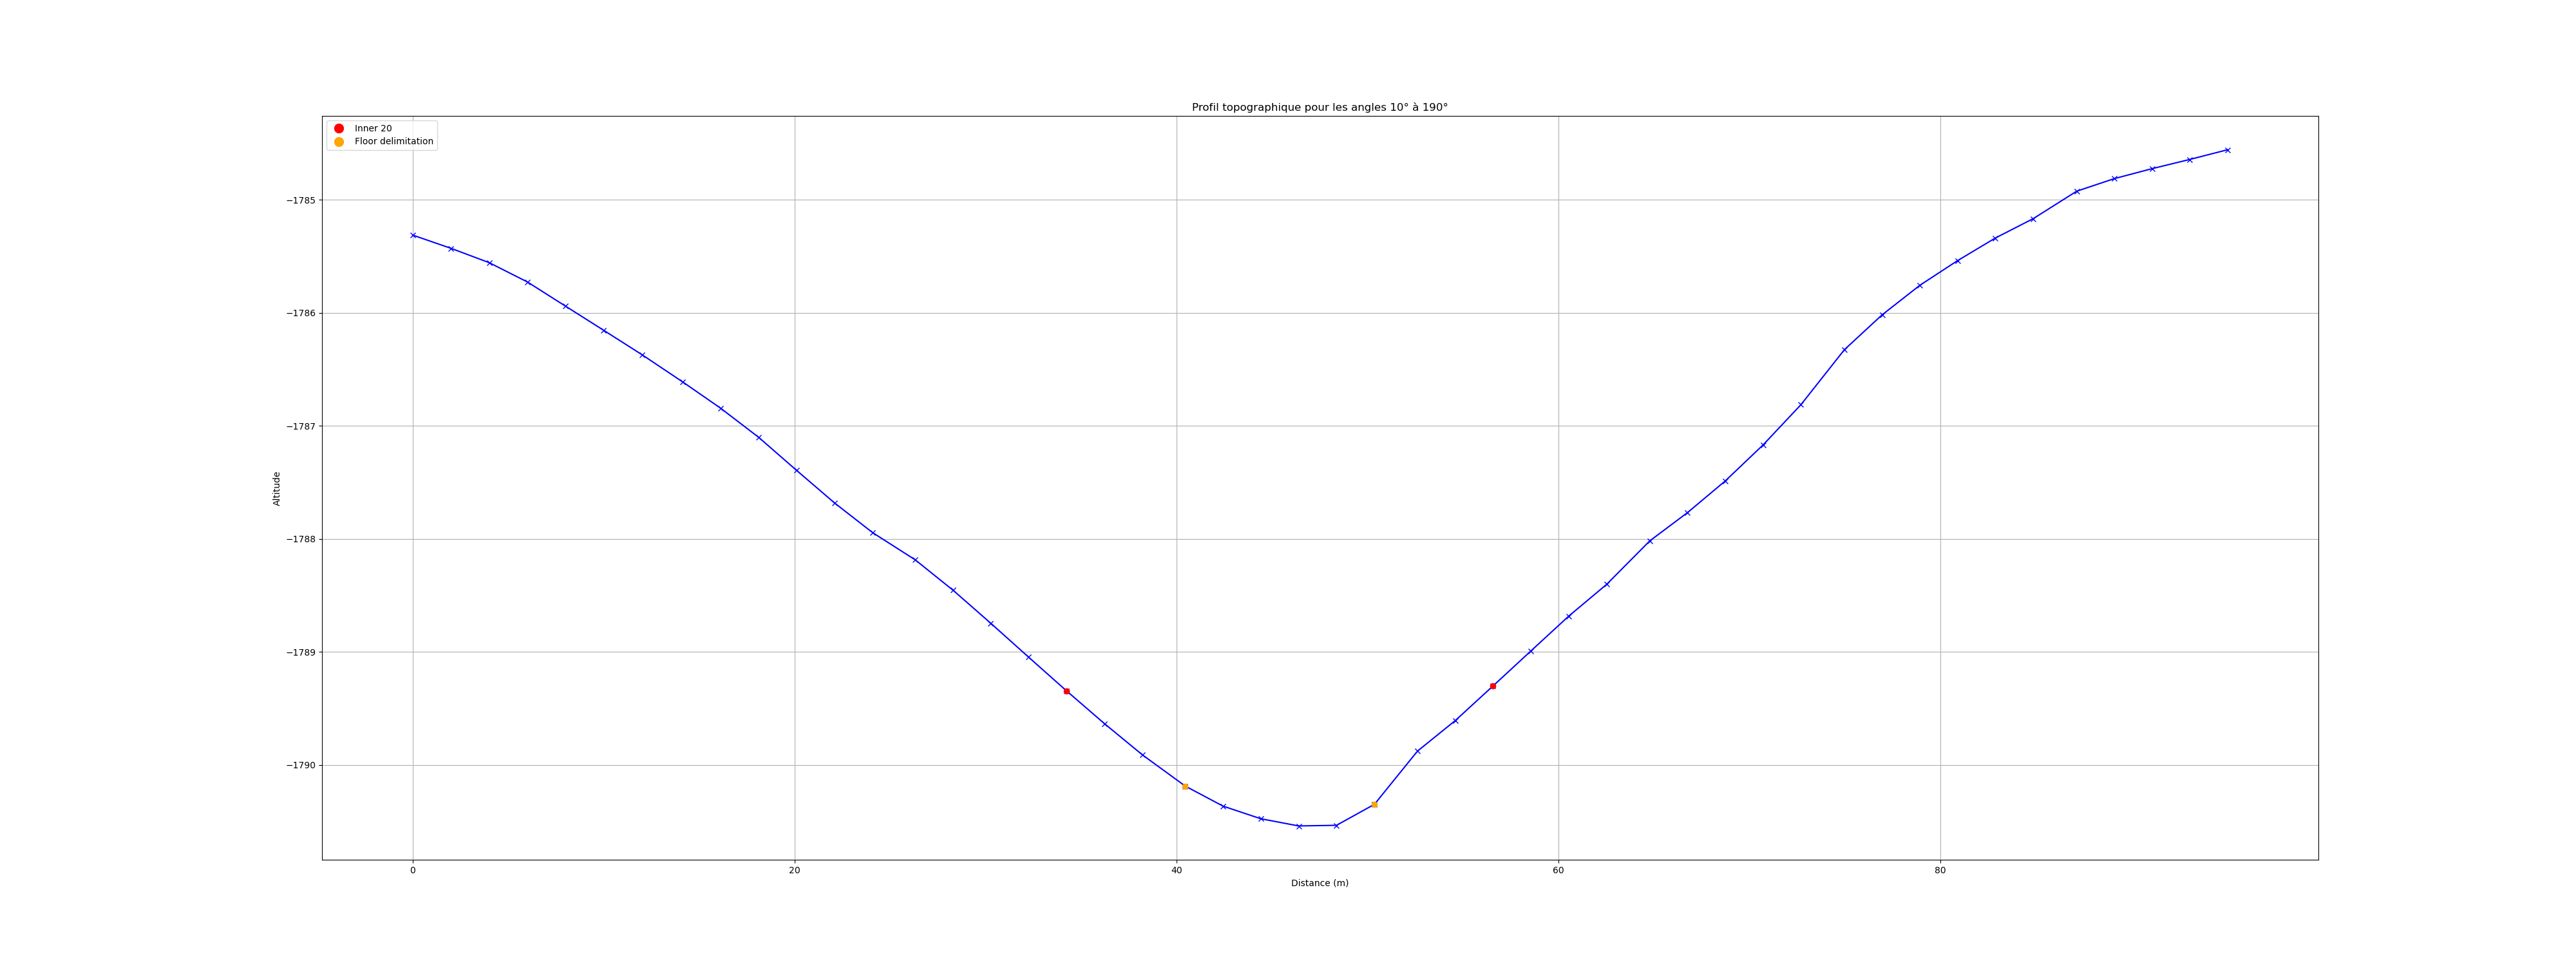 Profil topographique pour les angles 10° à 190°
Inner 20
Floor delimitation
−1785
−1786
−1787
−1788
−1789
−1790
Altitude
0 20 40 60 80
Distance (m)